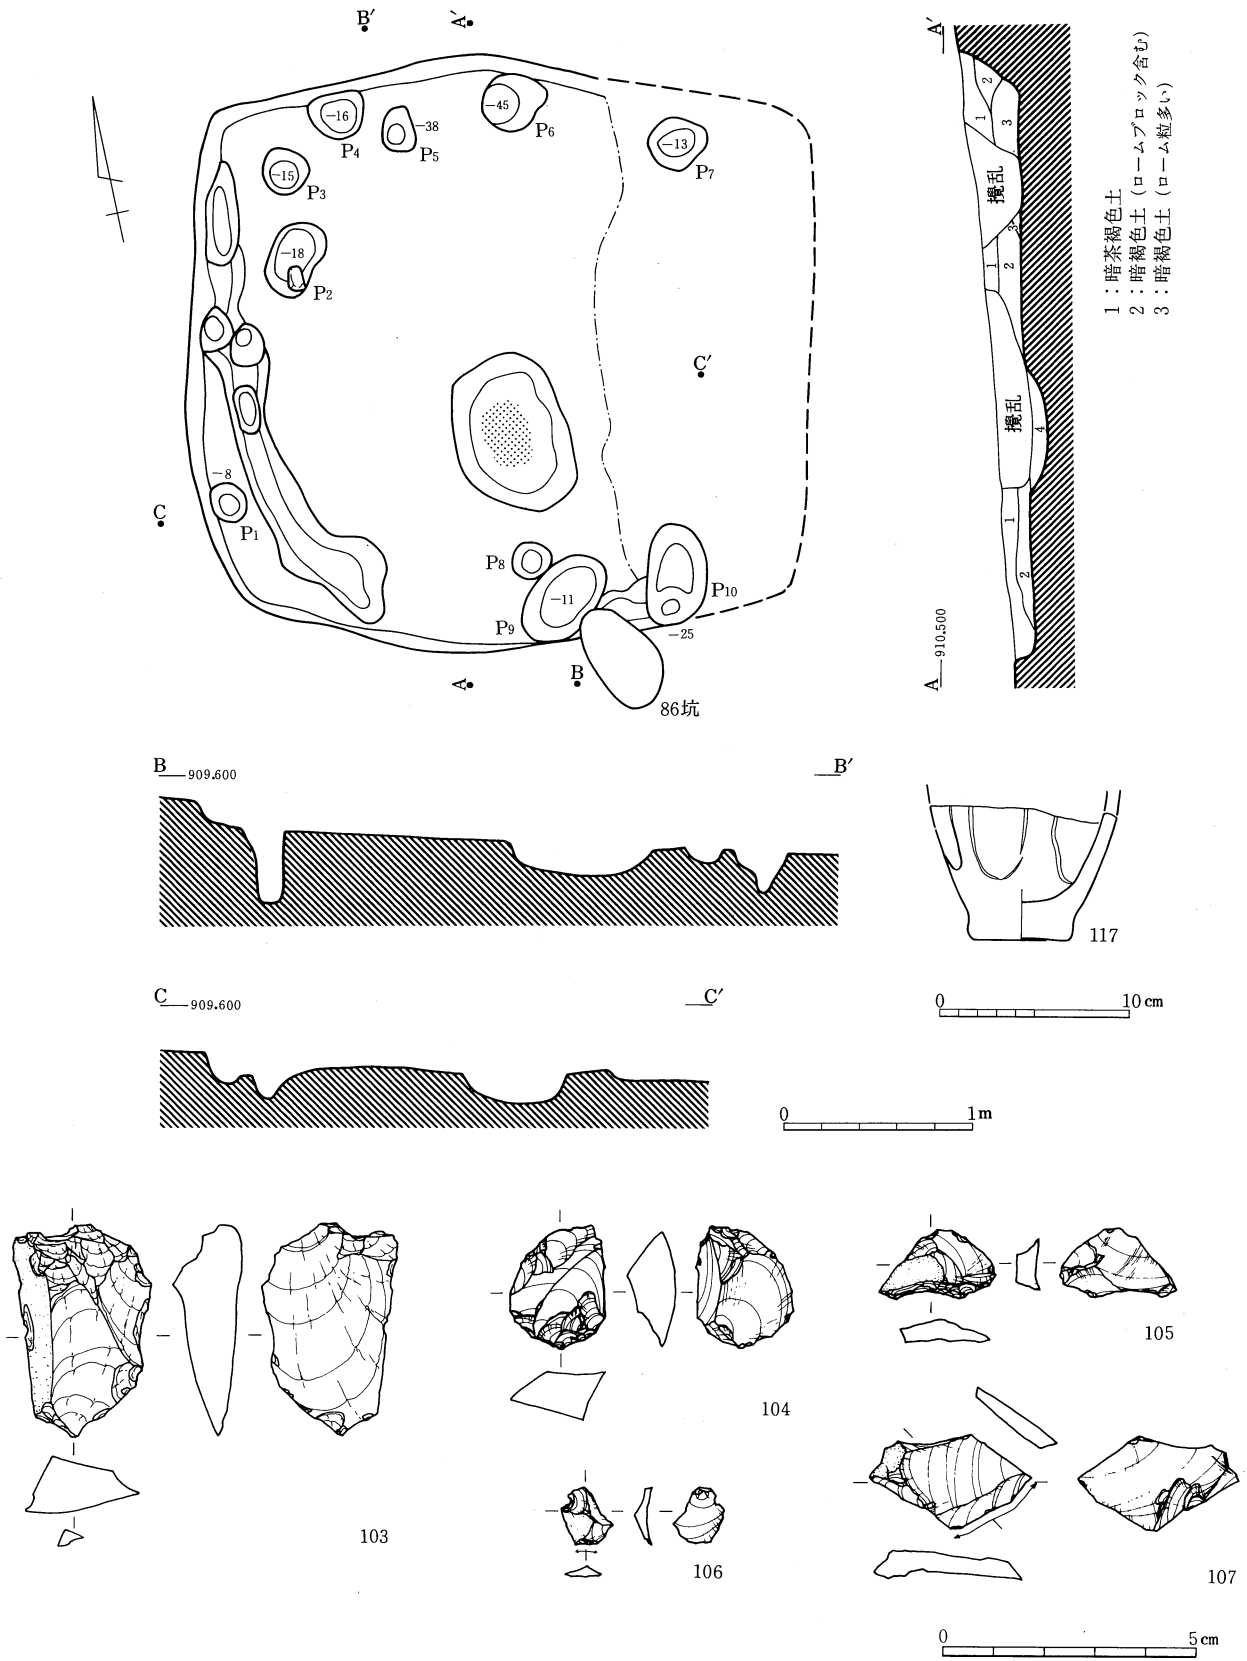 B′
A′
A′
−16
−38
−45
P4
P5
P6
−13
P7
−15
P3
−18
P2
C′
−8
P1
C
P8
−11
P9
P10
−25
A
B
86坑
2
1
3
攪乱
3
1
2
攪乱
4
1
2
A
910.500
1：暗茶褐色土
2：暗褐色土（ロームブロック含む）
3：暗褐色土（ローム粒多い）
B
909.600
B′
117
C
909.600
C′
0 10cm
0 1m
103
104
105
106
107
0 5cm